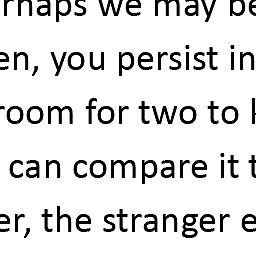 rhaps we may be
en, you persist in
room for two to
can compare it t
er, the stranger e